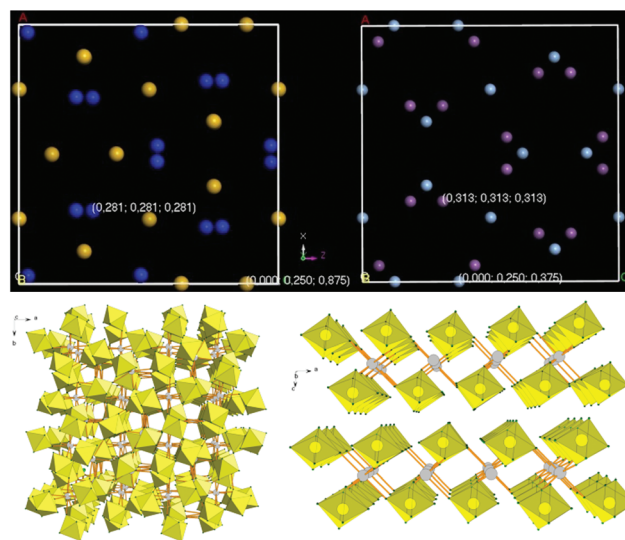 A
A
(0,281; 0,281; 0,281)
(0,313; 0,313; 0,313)
X
Z
B
(0.000; 0,250; 0,875)
B
(0.000; 0,250; 0,375)
c
a
b
b
a
c